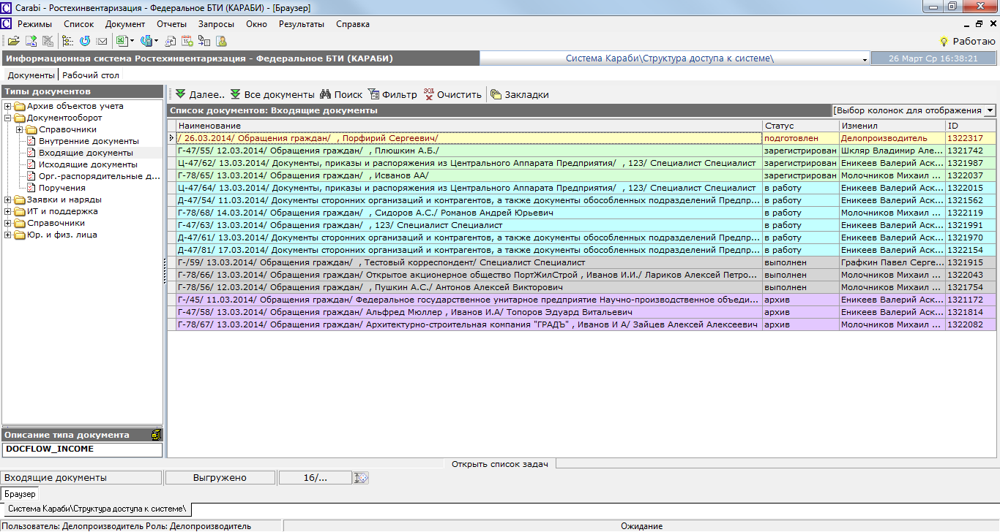 Carabi - Ростехинвентаризация - Федеральное БТИ (КАРАБИ) - [Браузер]
Режимы Список Документ Отчеты Запросы Окно Результаты Справка
Работаю
Информационная система Ростехинвентаризация - Федеральное БТИ (КАРАБИ) Система Караби\Структура доступа к системе\ 26 Март Ср 16:38:21
Документы Рабочий стол
Типы документов
Архив объектов учета
Документооборот
Справочники
Внутренние документы
Входящие документы
Исходящие документы
Орг.-распорядительные д...
Поручения
Заявки и наряды
ИТ и поддержка
Справочники
Юр. и физ. лица
Описание типа документа
DOCFLOW_INCOME
Далее.. Все документы Поиск Фильтр SQL Очистить Закладки
Список документов: Входящие документы [Выбор колонок для отображения
Наименование Статус Изменил ID
/ 26.03.2014/ Обращения граждан/ , Порфирий Сергеевич/ подготовлен Делопроизводитель 1322317
Г-47/55/ 12.03.2014/ Обращения граждан/ , Плюшкин А.Б./ зарегистрирован Шкляр Владимир Але... 1321742
Ц-47/62/ 13.03.2014/ Документы, приказы и распоряжения из Центрального Аппарата Предприятия/ , 123/ Специалист Специалист зарегистрирован Еникеев Валерий Аск... 1321987
Г-78/65/ 13.03.2014/ Обращения граждан/ , Исванов АА/ зарегистрирован Молочников Михаил ... 1322037
Ц-47/64/ 13.03.2014/ Документы, приказы и распоряжения из Центрального Аппарата Предприятия/ , 123/ Специалист Специалист в работу Еникеев Валерий Аск... 1322015
Д-47/54/ 11.03.2014/ Документы сторонних организаций и контрагентов, а также документы обособленных подразделений Предпр... в работу Еникеев Валерий Аск... 1321562
Г-78/68/ 14.03.2014/ Обращения граждан/ , Сидоров А.С./ Романов Андрей Юрьевич в работу Молочников Михаил ... 1322119
Г-47/63/ 13.03.2014/ Обращения граждан/ , 123/ Специалист Специалист в работу Еникеев Валерий Аск... 1321991
Д-47/61/ 13.03.2014/ Документы сторонних организаций и контрагентов, а также документы обособленных подразделений Предпр... в работу Еникеев Валерий Аск... 1321970
Д-47/81/ 17.03.2014/ Документы сторонних организаций и контрагентов, а также документы обособленных подразделений Предпр... в работу Еникеев Валерий Аск... 1322154
Г-/59/ 13.03.2014/ Обращения граждан/ , Тестовый корреспондент/ Специалист Специалист выполнен Графкин Павел Серге... 1321915
Г-78/66/ 13.03.2014/ Обращения граждан/ Открытое акционерное общество ПортЖилСтрой , Иванов И.И./ Лариков Алексей Петро... выполнен Молочников Михаил ... 1322043
Г-78/56/ 12.03.2014/ Обращения граждан/ , Пушкин А.С./ Антонов Алексей Викторович выполнен Молочников Михаил ... 1321754
Г-/45/ 11.03.2014/ Обращения граждан/ Федеральное государственное унитарное предприятие Научно-производственное объеди... архив Еникеев Валерий Аск... 1321172
Г-47/58/ 13.03.2014/ Обращения граждан/ Альфред Мюллер , Иванов И.А/ Топоров Эдуард Витальевич архив Еникеев Валерий Аск... 1321814
Г-78/67/ 13.03.2014/ Обращения граждан/ Архитектурно-строительная компания "ГРАДЪ" , Иванов И А/ Зайцев Алексей Алексеевич архив Молочников Михаил ... 1322082
Открыть список задач
Входящие документы Выгружено 16/...
Браузер
Система Караби\Структура доступа к системе\
Пользователь: Делопроизводитель Роль: Делопроизводитель Ожидание